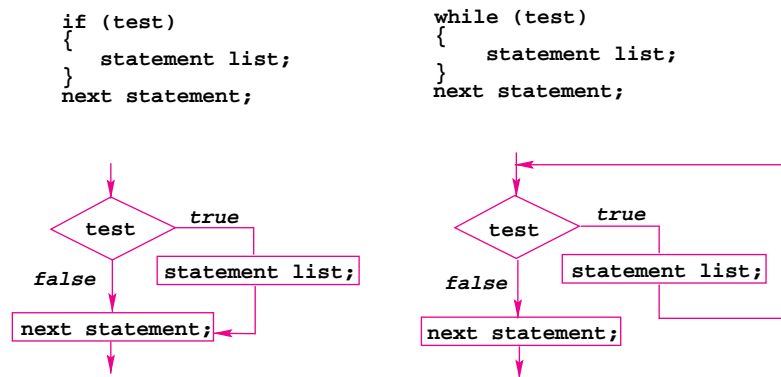 if (test)
{
statement list;
}
next statement;
while (test)
{
statement list;
}
next statement;
test
true
false
statement list;
next statement;
test
true
false
statement list;
next statement;